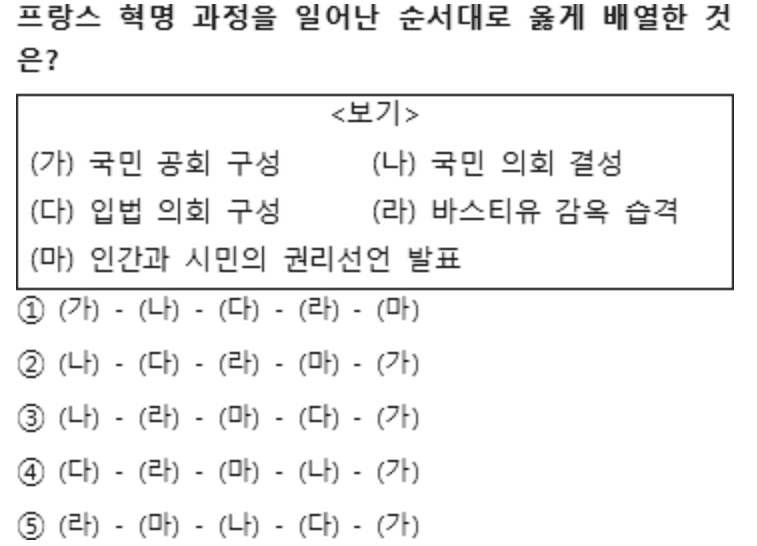 프랑스 혁명 과정을 일어난 순서대로 옳게 배열한 것
은?
<보기>
(가) 국민 공회 구성 (나) 국민 의회 결성
(다) 입법 의회 구성 (라) 바스티유 감옥 습격
(마) 인간과 시민의 권리선언 발표
① (가) - (나) - (다) - (라) - (마)
② (나) - (다) - (라) - (마) - (가)
③ (나) - (라) - (마) - (다) - (가)
④ (다) - (라) - (마) - (나) - (가)
⑤ (라) - (마) - (나) - (다) - (가)